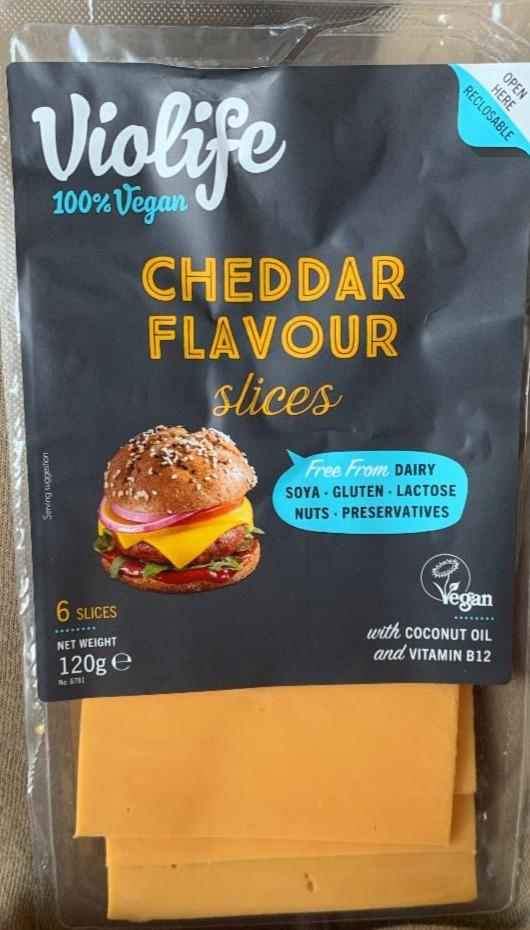 OPEN
HERE
RECLOSABLE
Violife
100% Vegan
CHEDDAR
FLAVOUR
slices
Serving suggestion
Free From DAIRY
SOYA · GLUTEN · LACTOSE
NUTS · PRESERVATIVES
Vegan
6 SLICES
NET WEIGHT
120g ℮
No. 6781
with COCONUT OIL
and VITAMIN B12